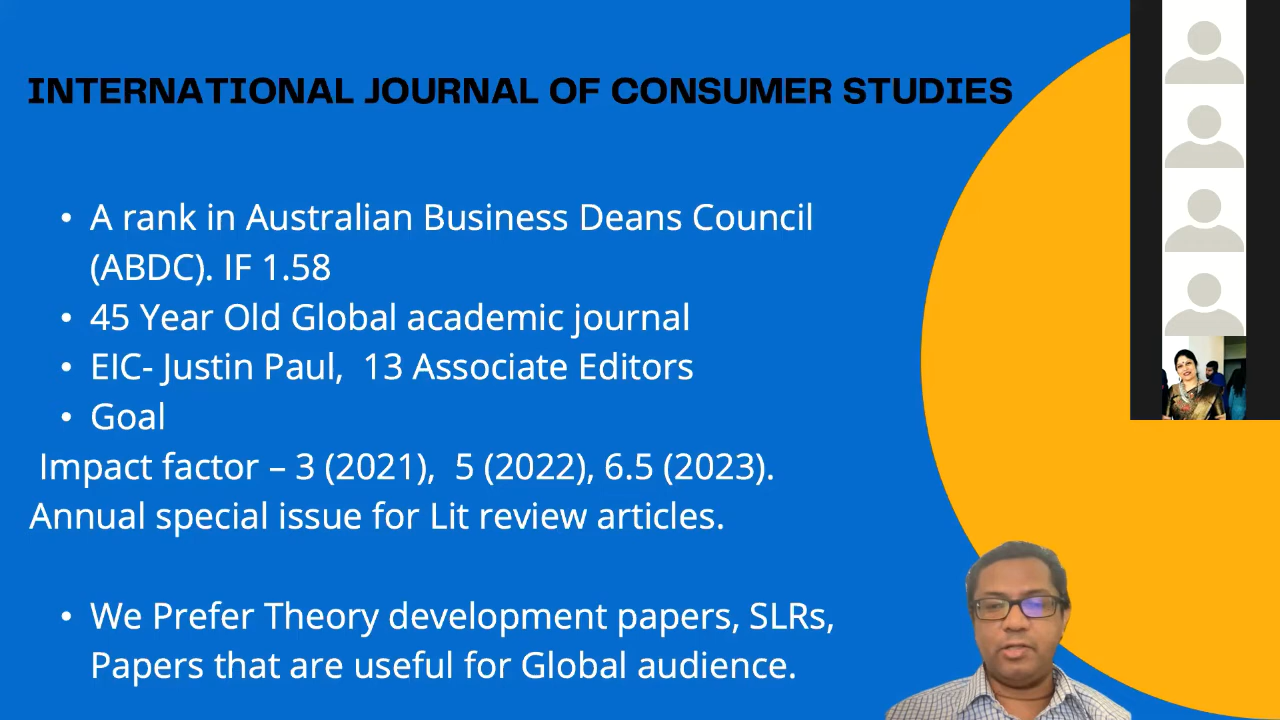 INTERNATIONAL JOURNAL OF CONSUMER STUDIES
• A rank in Australian Business Deans Council
(ABDC). IF 1.58
• 45 Year Old Global academic journal
• EIC- Justin Paul,  13 Associate Editors
• Goal
Impact factor – 3 (2021),  5 (2022), 6.5 (2023).
Annual special issue for Lit review articles.
• We Prefer Theory development papers, SLRs,
Papers that are useful for Global audience.